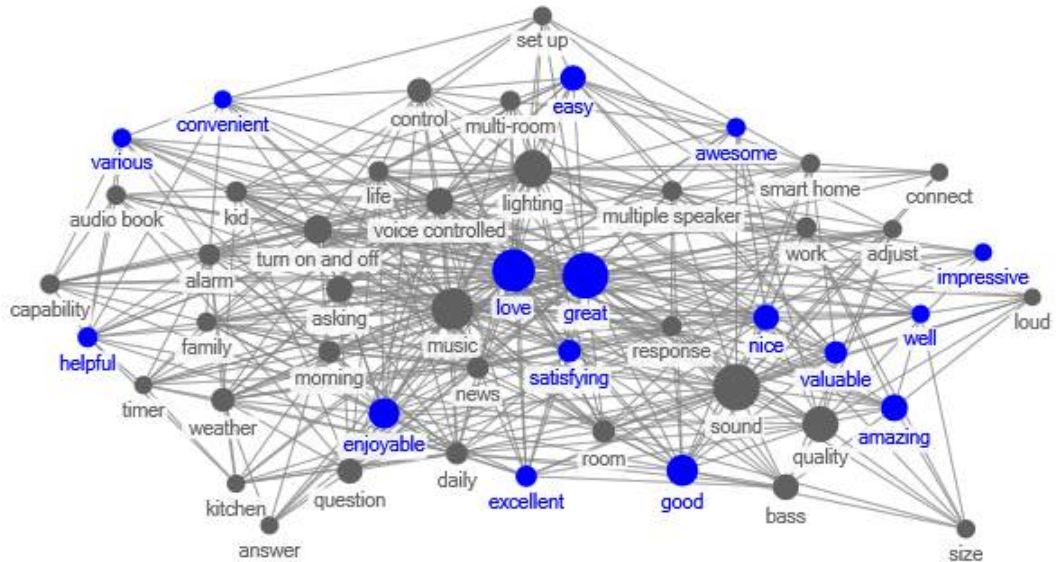 set up
easy
convenient
control
multi-room
awesome
various
life
lighting
smart home
connect
audio book
kid
voice controlled
multiple speaker
turn on and off
work
adjust
alarm
impressive
capability
asking
love
great
loud
helpful
family
music
response
nice
well
morning
news
satisfying
valuable
timer
weather
enjoyable
sound
amazing
quality
room
kitchen
question
daily
excellent
good
bass
answer
size